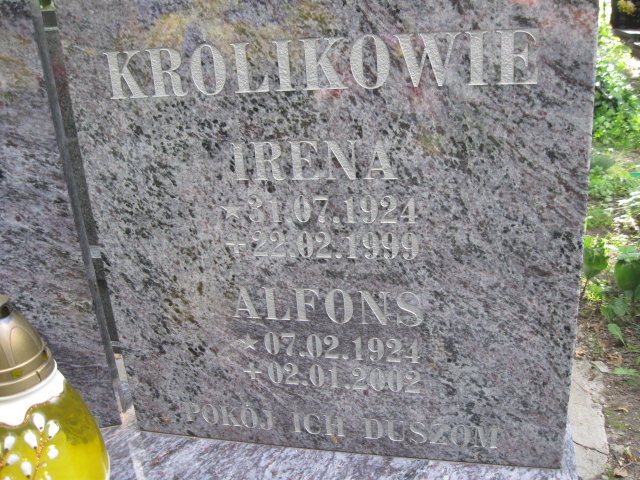 KROLIKOWIE
IRENA
* 31.07.1924
+ 22.02.1999
ALFONS
* 07.02.1924
+ 02.01.2002
POKÓJ ICH DUSZOM